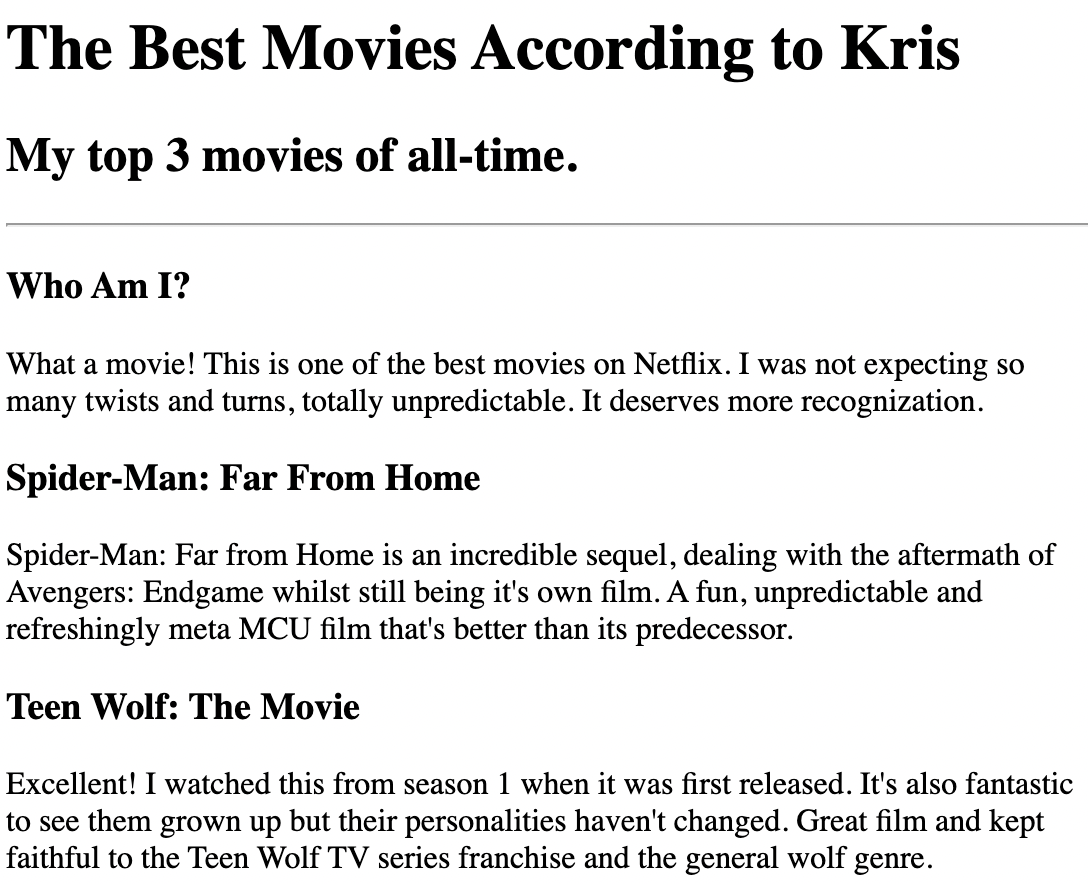 The Best Movies According to Kris
My top 3 movies of all-time.
Who Am I?
What a movie! This is one of the best movies on Netflix. I was not expecting so
many twists and turns, totally unpredictable. It deserves more recognization.
Spider-Man: Far From Home
Spider-Man: Far from Home is an incredible sequel, dealing with the aftermath of
Avengers: Endgame whilst still being it's own film. A fun, unpredictable and
refreshingly meta MCU film that's better than its predecessor.
Teen Wolf: The Movie
Excellent! I watched this from season 1 when it was first released. It's also fantastic
to see them grown up but their personalities haven't changed. Great film and kept
faithful to the Teen Wolf TV series franchise and the general wolf genre.